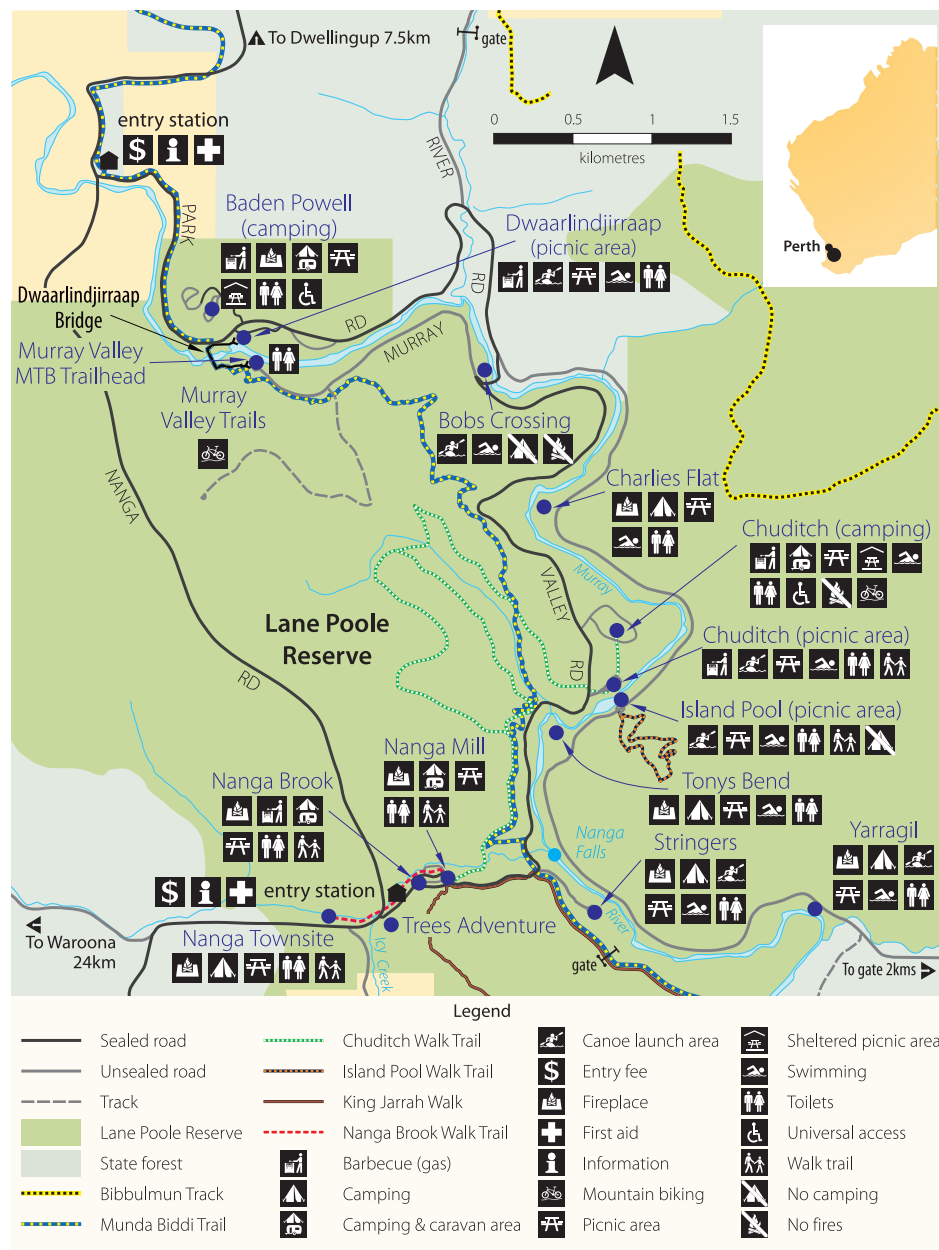 To Dwellingup 7.5km
gate
entry station
$ i
0 0.5 1 1.5
kilometres
RIVER
PARK
Baden Powell
(camping)
Dwaarlindjirraap
(picnic area)
Perth
RD
Dwaarlindjirraap
Bridge
RD
MURRAY
Murray Valley
MTB Trailhead
Murray
Valley Trails
Bobs Crossing
NANGA
Charlies Flat
Chuditch (camping)
Murray
VALLEY
Lane Poole
Reserve
Chuditch (picnic area)
RD
RD
Island Pool (picnic area)
Nanga Mill
Nanga Brook
Tonys Bend
Nanga
Falls
Stringers
Yarragil
$ i
entry station
River
Trees Adventure
To Waroona
24km
Nanga Townsite
Icy Creek
gate
To gate 2kms
Legend
Sealed road
Unsealed road
Track
Lane Poole Reserve
State forest
Bibbulmun Track
Munda Biddi Trail
Chuditch Walk Trail
Island Pool Walk Trail
King Jarrah Walk
Nanga Brook Walk Trail
Barbecue (gas)
Camping
Camping & caravan area
Canoe launch area
$ Entry fee
Fireplace
First aid
i Information
Mountain biking
Picnic area
Sheltered picnic area
Swimming
Toilets
Universal access
Walk trail
No camping
No fires